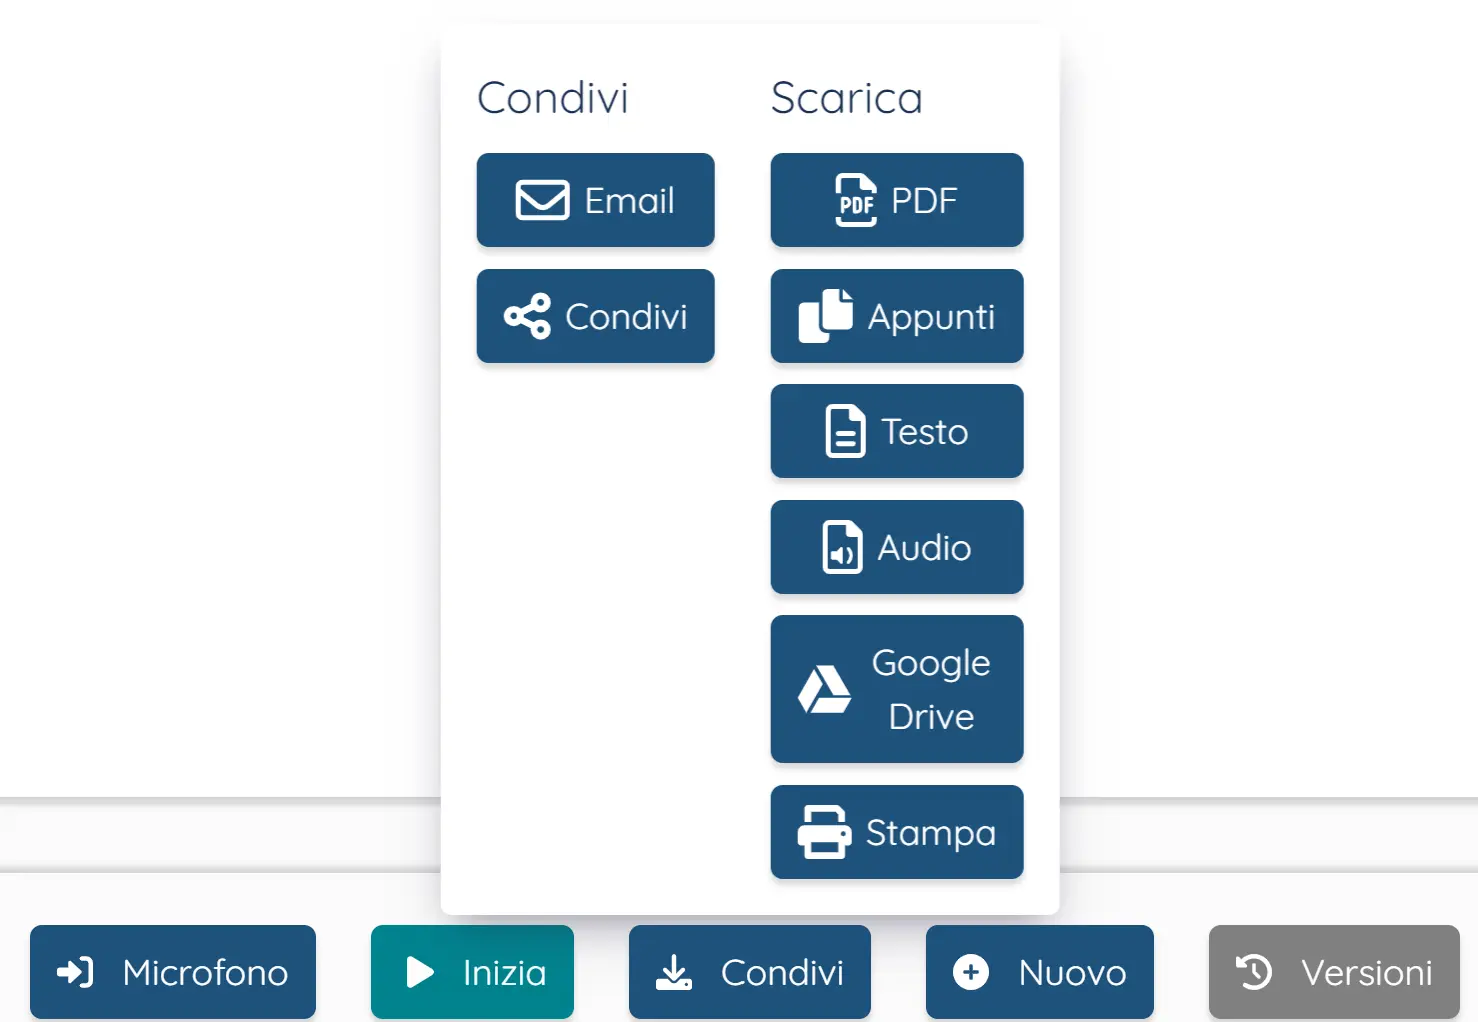 Condivi
Email
Condivi
Scarica
PDF PDF
Appunti
Testo
Audio
Google
Drive
Stampa
Microfono
Inizia
Condivi
Nuovo
Versioni